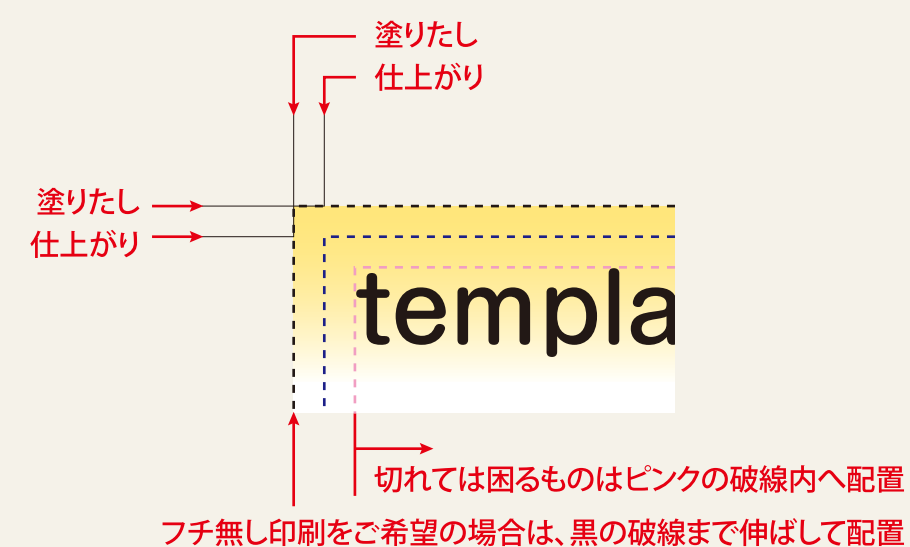 塗りたし
仕上がり
塗りたし
仕上がり
templa
切れては困るものはピンクの破線内へ配置
フチ無し印刷をご希望の場合は、黒の破線まで伸ばして配置